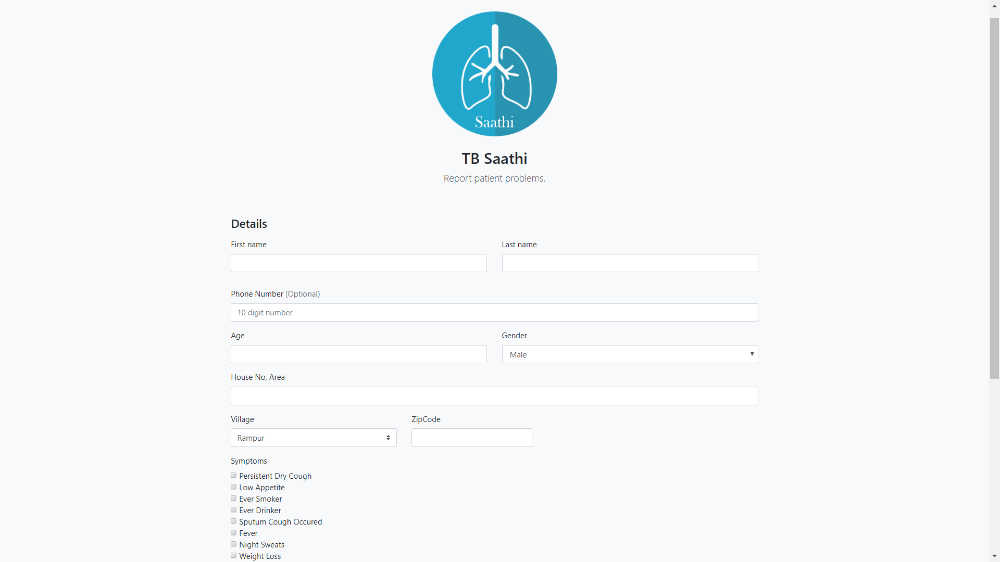 Saathi
TB Saathi
Report patient problems.
Details
First name
Last name
Phone Number (Optional)
10 digit number
Age
Gender
Male
House No, Area
Village
ZipCode
Rampur
Symptoms
Persistent Dry Cough
Low Appetite
Ever Smoker
Ever Drinker
Sputum Cough Occured
Fever
Night Sweats
Weight Loss